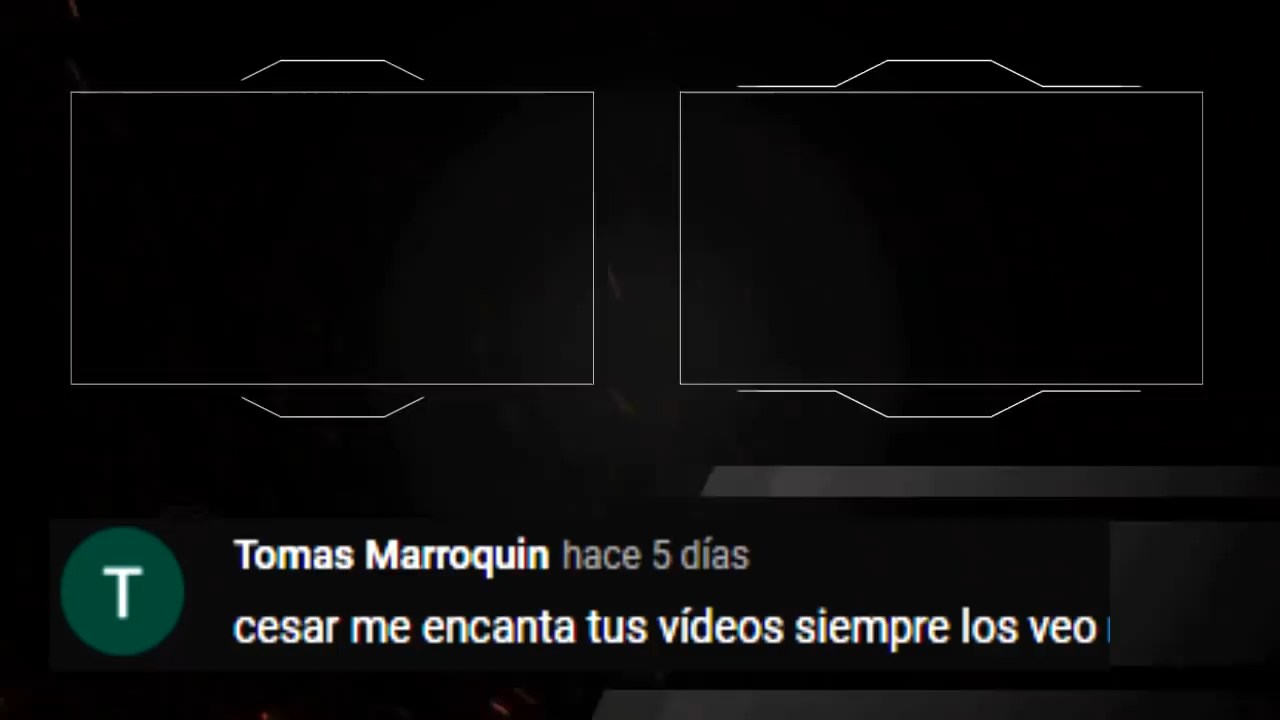 T
Tomas Marroquin hace 5 días
cesar me encanta tus vídeos siempre los veo